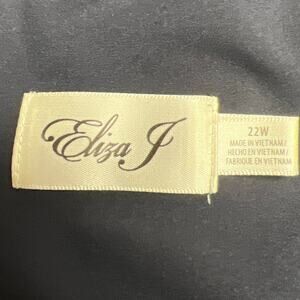 Eliza J
22W
MADE IN VIETNAM/
HECHO EN VIETNAM/
FABRIQUE EN VIETNAM